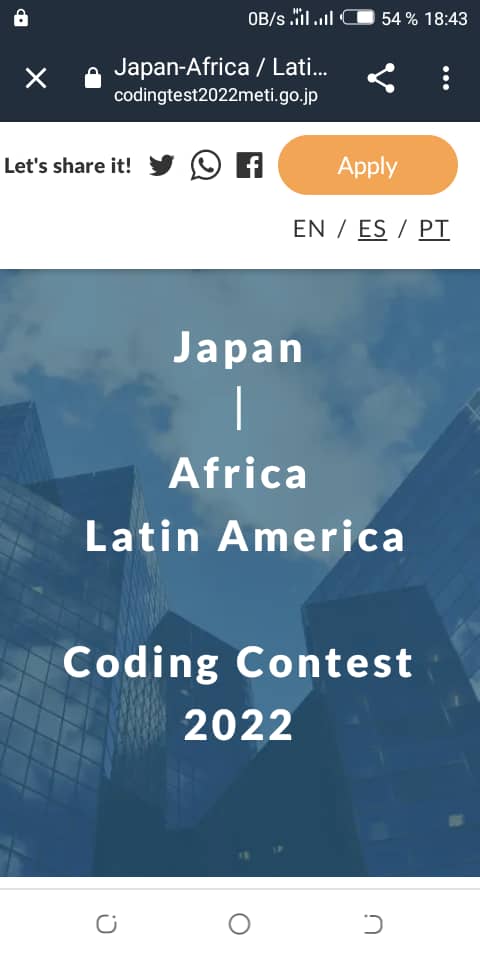 0B/s 54 % 18:43
Japan-Africa / Lati...
codingtest2022meti.go.jp
Let's share it! Apply
EN / ES / PT
Japan
|
Africa
Latin America
Coding Contest
2022